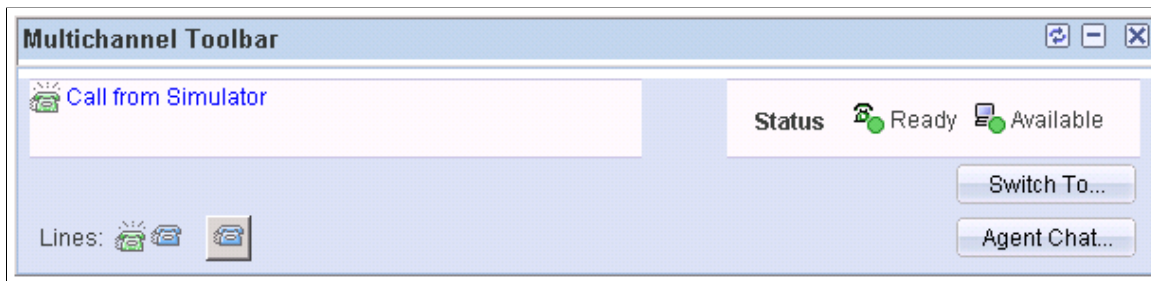 Multichannel Toolbar
Call from Simulator
Status Ready Available
Switch To...
Lines:
Agent Chat...